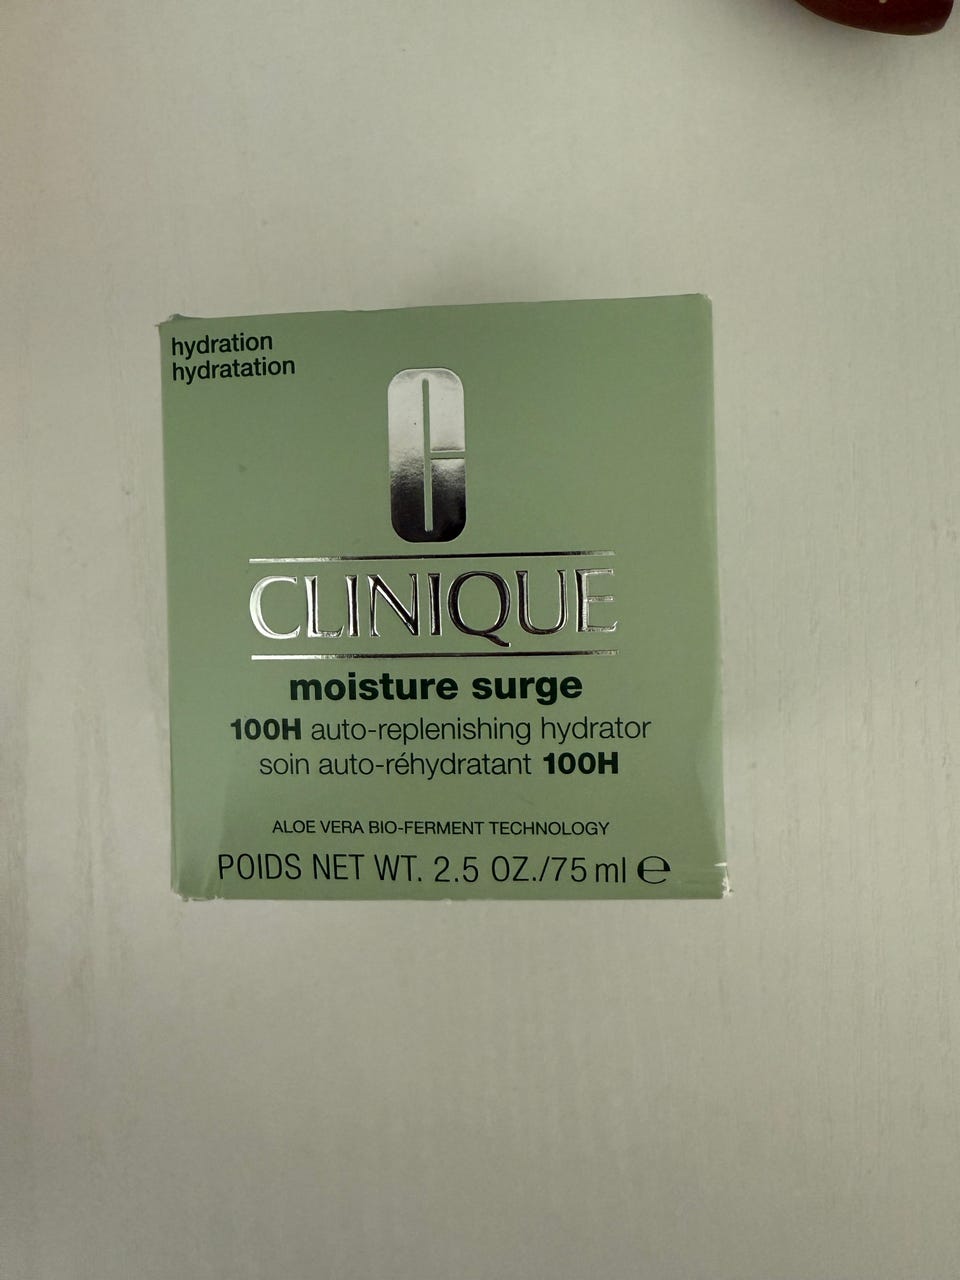 hydration
hydratation
CLINIQUE
moisture surge
100H auto-replenishing hydrator
soin auto-réhydratant 100H
ALOE VERA BIO-FERMENT TECHNOLOGY
POIDS NET WT. 2.5 OZ./75 ml ℮